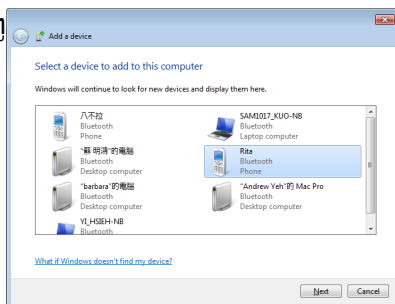 Add a device
Select a device to add to this computer
Windows will continue to look for new devices and display them here.
八不拉
Bluetooth
Phone
SAM1017_KUO-NB
Bluetooth
Laptop computer
"蘇 明鴻"的電腦
Bluetooth
Desktop computer
Rita
Bluetooth
Phone
"barbara"的電腦
Bluetooth
Desktop computer
"Andrew Yeh"的 Mac Pro
Bluetooth
Desktop computer
YI_HSIEH-NB
Bluetooth
What if Windows doesn't find my device?
Next
Cancel